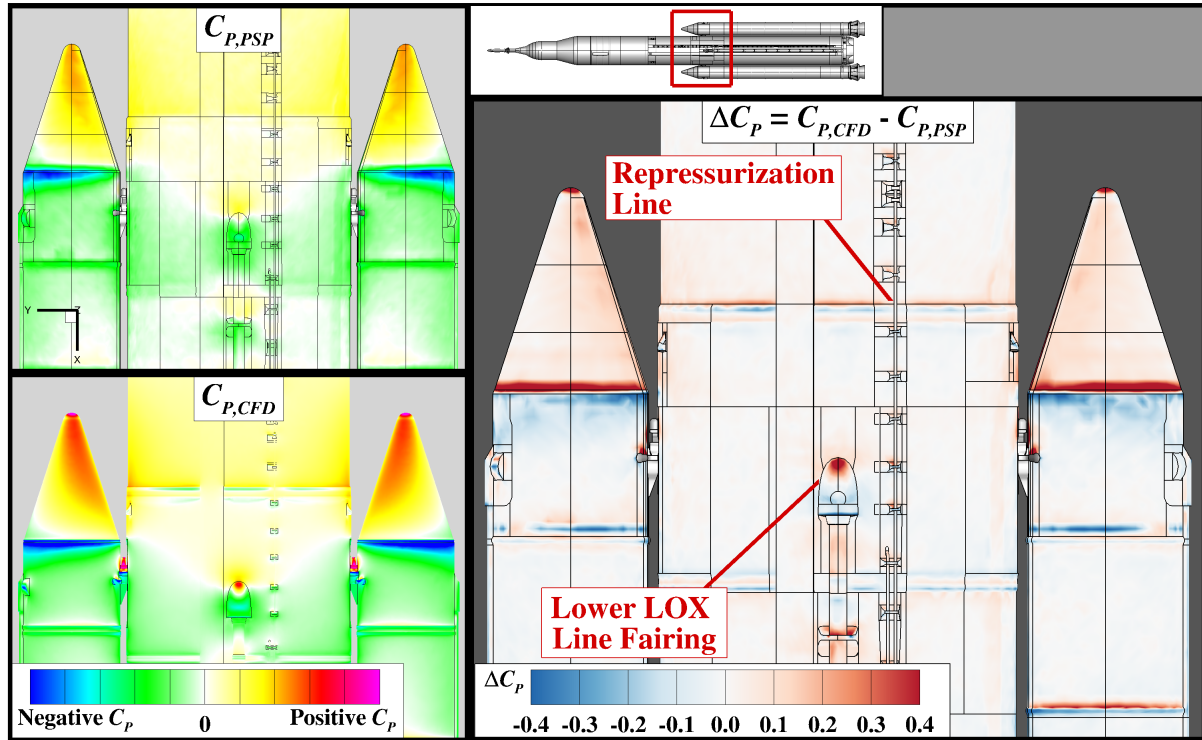 C_P,PSP
Y
Z
X
C_P,CFD
Negative C_P 0 Positive C_P
ΔC_P = C_P,CFD - C_P,PSP
Repressurization
Line
Lower LOX
Line Fairing
ΔC_P
-0.4 -0.2 -0.1 -0.1 0.0 0.1 0.2 0.3 0.4